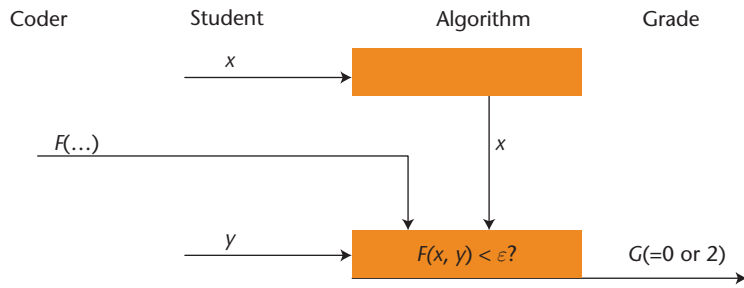 Coder Student Algorithm Grade
x
F(…)
x
y
F(x, y) < ε?
G(=0 or 2)